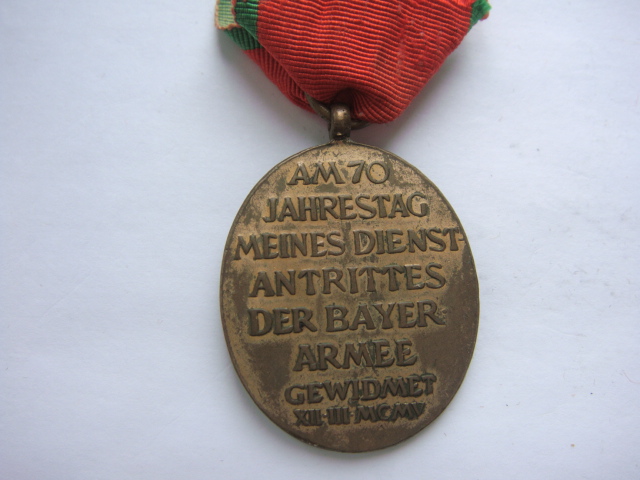 AM 70
JAHRESTAG
MEINES DIENST-
ANTRITTES
DER BAYER·
ARMEE
GEWIDMET
XII·III·MCMV